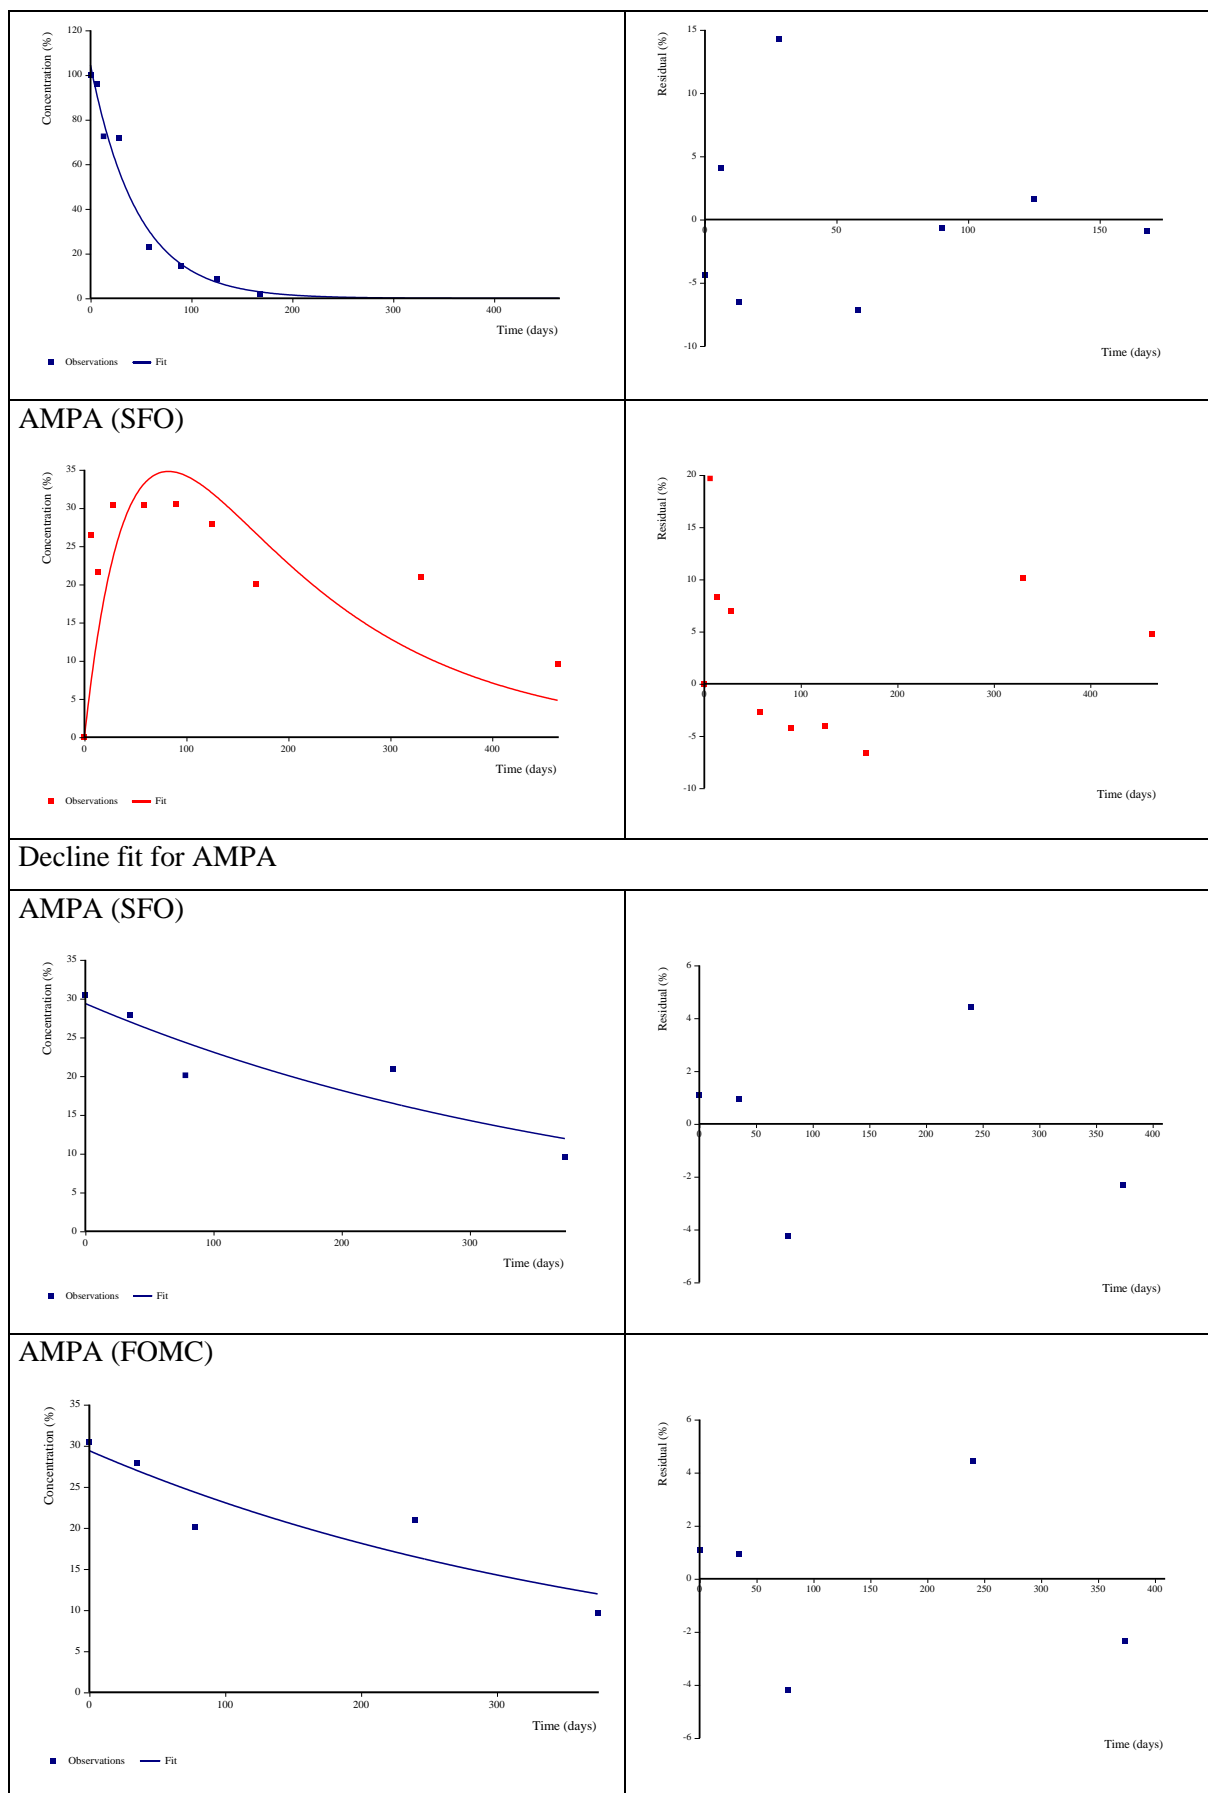 Concentration (%)
120
100
80
60
40
20
0
0 100 200 300 400
Time (days)
Observations Fit
Residual (%)
15
10
5
0
-5
-10
0 50 100 150
Time (days)
AMPA (SFO)
Concentration (%)
35
30
25
20
15
10
5
0
0 100 200 300 400
Time (days)
Observations Fit
Residual (%)
20
15
10
5
0
-5
-10
0 100 200 300 400
Time (days)
Decline fit for AMPA
AMPA (SFO)
Concentration (%)
35
30
25
20
15
10
5
0
0 100 200 300
Time (days)
Observations Fit
Residual (%)
6
4
2
0
-2
-4
-6
0 50 100 150 200 250 300 350 400
Time (days)
AMPA (FOMC)
Concentration (%)
35
30
25
20
15
10
5
0
0 100 200 300
Time (days)
Observations Fit
Residual (%)
6
4
2
0
-2
-4
-6
0 50 100 150 200 250 300 350 400
Time (days)